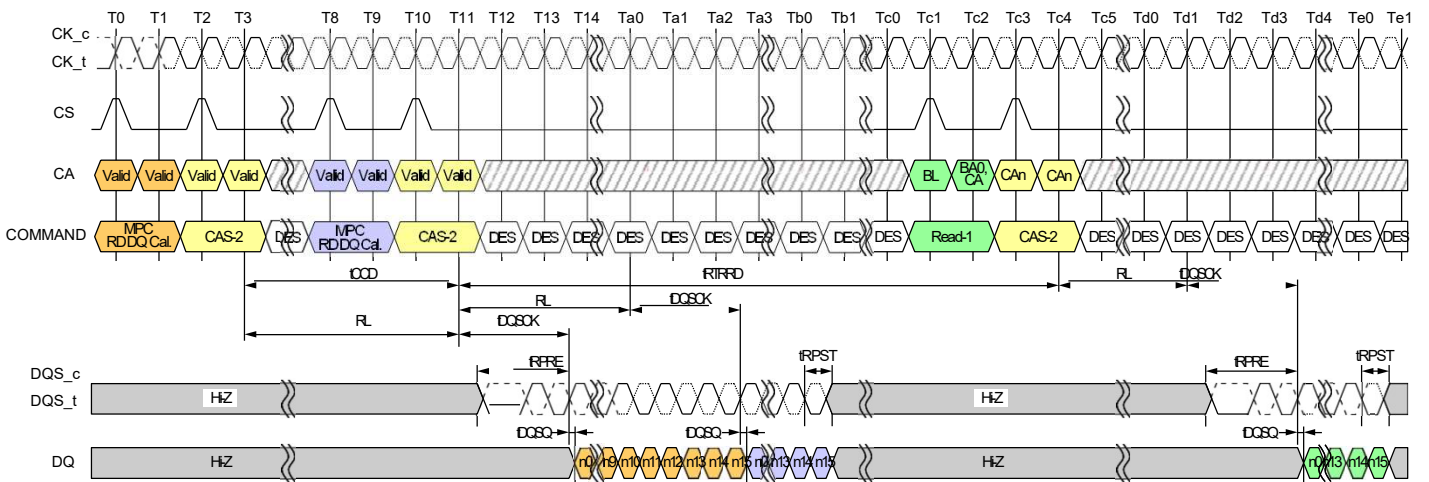 T0 T1 T2 T3 T8 T9 T10 T11 T12 T13 T14 Ta0 Ta1 Ta2 Ta3 Tb0 Tb1 Tc0 Tc1 Tc2 Tc3 Tc4 Tc5 Td0 Td1 Td2 Td3 Td4 Te0 Te1
CK_c
CK_t
CS
CA Valid Valid Valid Valid Valid Valid Valid Valid BL BA0, CAn CAn
CA
COMMAND MPC CAS-2 DES MPC CAS-2 DES DES DES DES DES DES DES DES DES DES Read-1 CAS-2 DES DES DES DES DES DES DES DES
RD DQ Cal. RD DQ Cal.
tCCD tRTRRD RL tDQSCK
RL tDQSCK
RL tDQSCK
tRPRE tRPST tRPRE tRPST
DQS_c
DQS_t Hi-Z Hi-Z
tDQSQ tDQSQ tDQSQ
DQ Hi-Z n0 n9 n10 n11 n12 n13 n14 n15 n0 n13 n14 n15 Hi-Z n0 n13 n14 n15